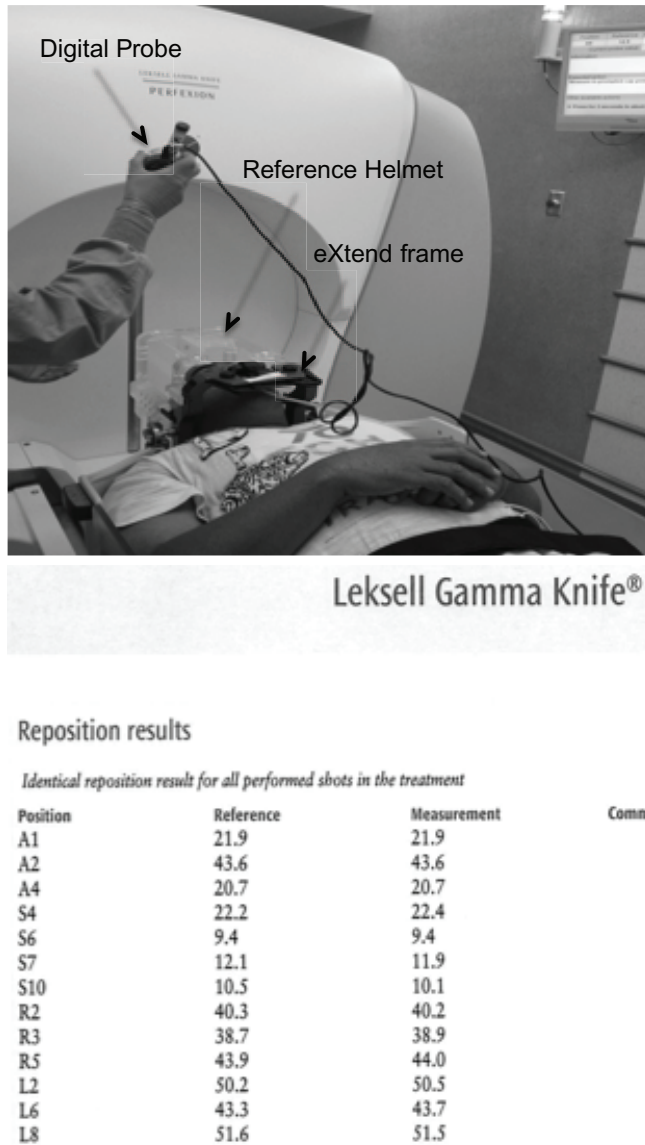 Digital Probe
LEKSELL GAMMA KNIFE
PERFEXION
Reference Helmet
eXtend frame
Leksell Gamma Knife®
Reposition results
Identical reposition result for all performed shots in the treatment
Position Reference Measurement Comm
A1 21.9 21.9
A2 43.6 43.6
A4 20.7 20.7
S4 22.2 22.4
S6 9.4 9.4
S7 12.1 11.9
S10 10.5 10.1
R2 40.3 40.2
R3 38.7 38.9
R5 43.9 44.0
L2 50.2 50.5
L6 43.3 43.7
L8 51.6 51.5